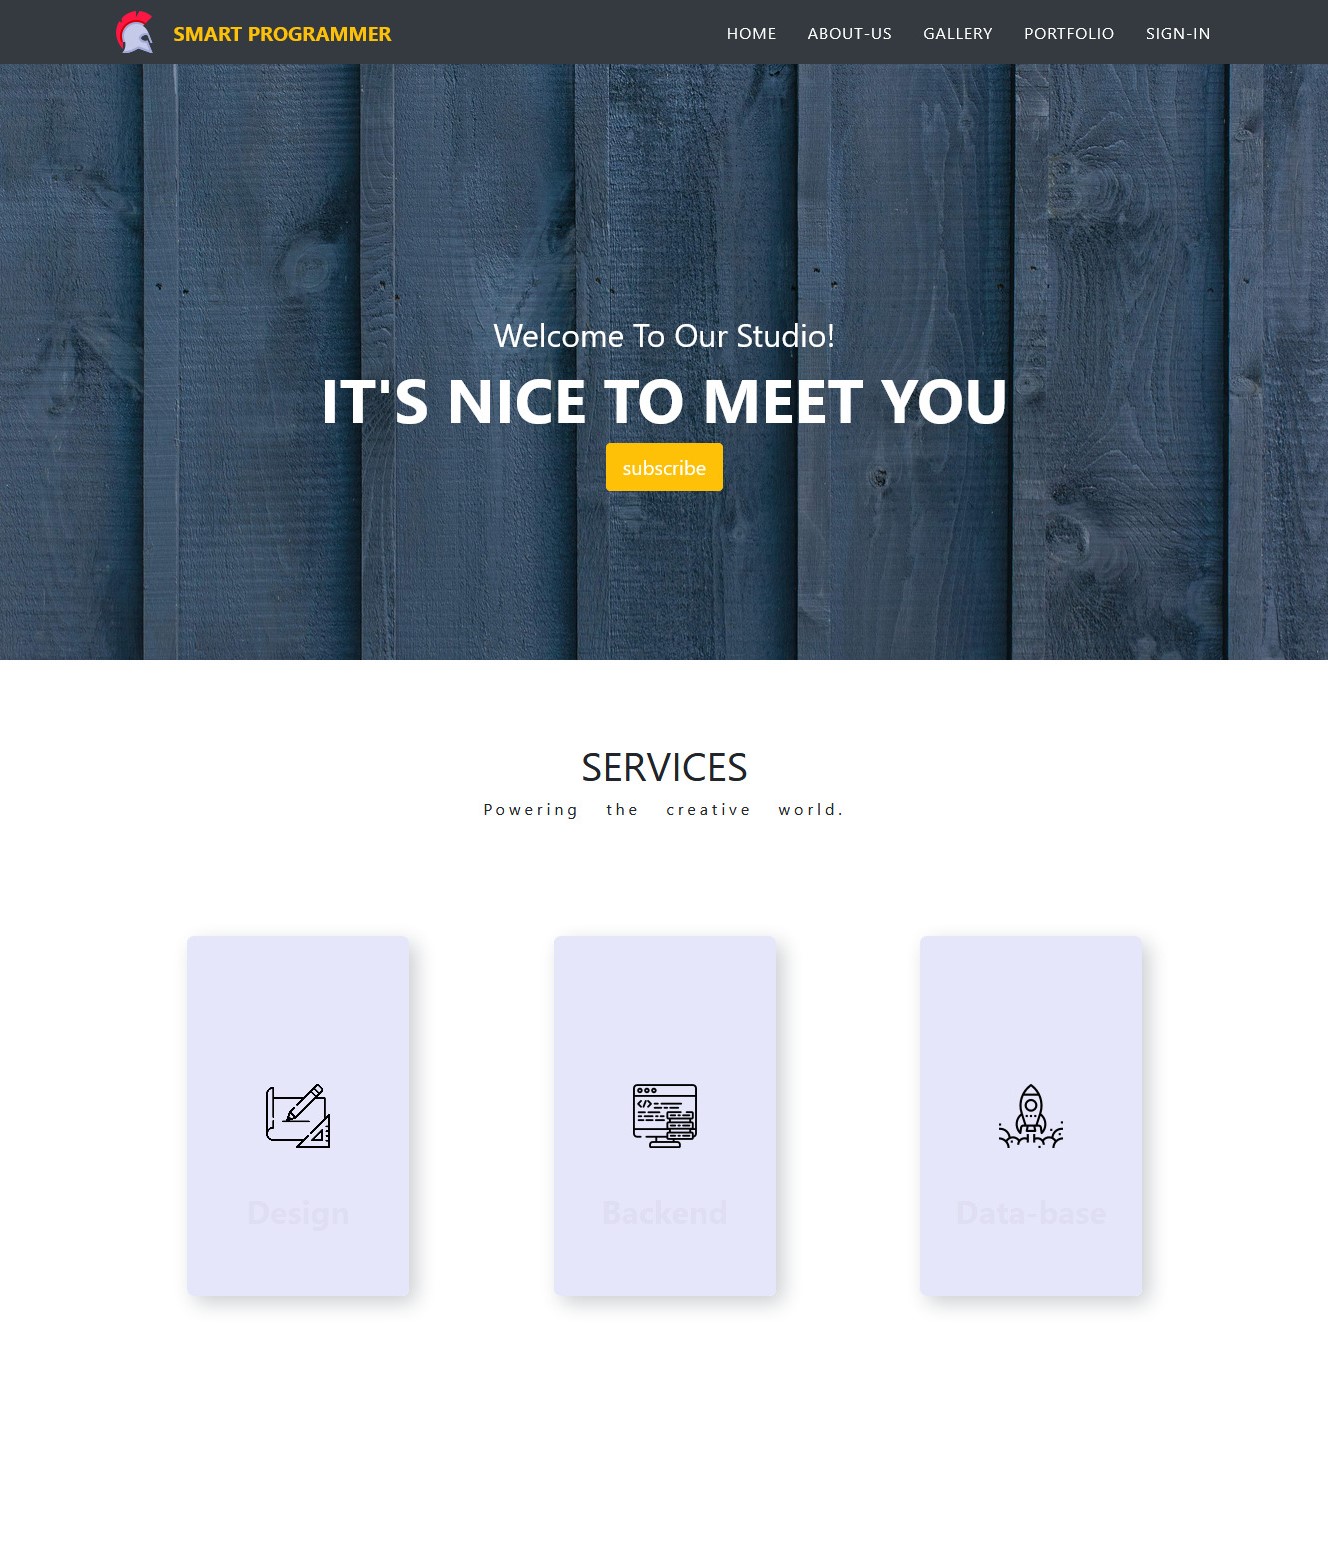 SMART PROGRAMMER
HOME ABOUT-US GALLERY PORTFOLIO SIGN-IN
Welcome To Our Studio!
IT'S NICE TO MEET YOU
subscribe
SERVICES
Powering the creative world.
Design Backend Data-base